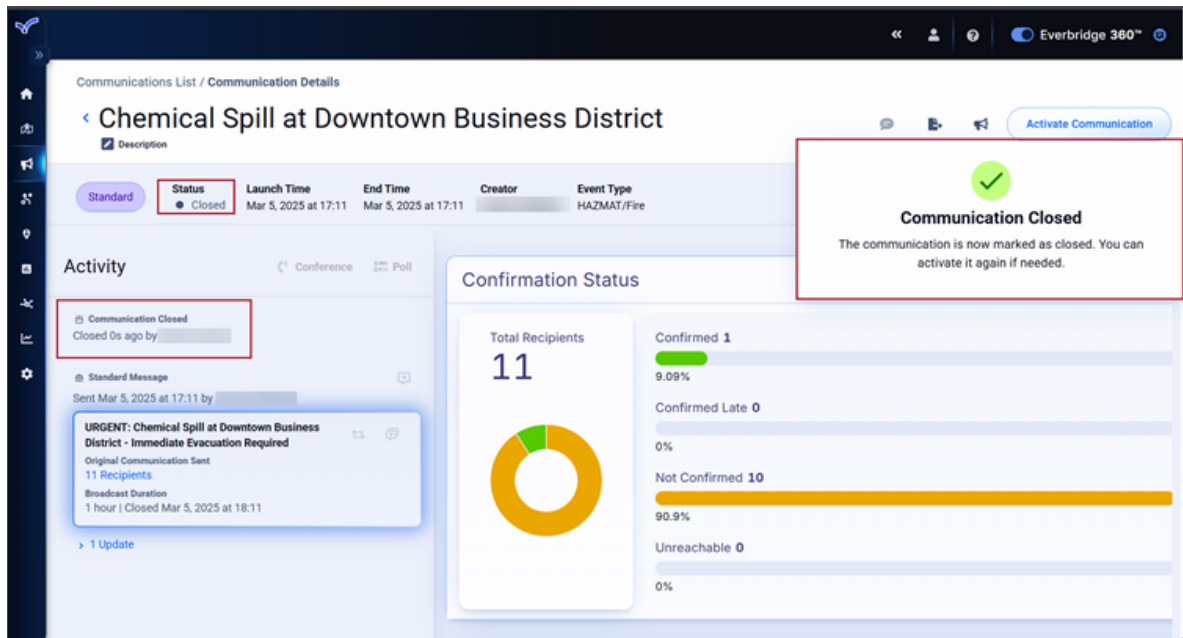 Everbridge 360™
Communications List / Communication Details
Chemical Spill at Downtown Business District
Description
Activate Communication
Standard
Status
Closed
Launch Time
Mar 5, 2025 at 17:11
End Time
Mar 5, 2025 at 17:11
Creator
Event Type
HAZMAT/Fire
Communication Closed
The communication is now marked as closed. You can
activate it again if needed.
Activity
Conference
Poll
Communication Closed
Closed 0s ago by
Standard Message
Sent Mar 5, 2025 at 17:11 by
URGENT: Chemical Spill at Downtown Business
District - Immediate Evacuation Required
Original Communication Sent
11 Recipients
Broadcast Duration
1 hour | Closed Mar 5, 2025 at 18:11
1 Update
Confirmation Status
Total Recipients
11
Confirmed 1
9.09%
Confirmed Late 0
0%
Not Confirmed 10
90.9%
Unreachable 0
0%